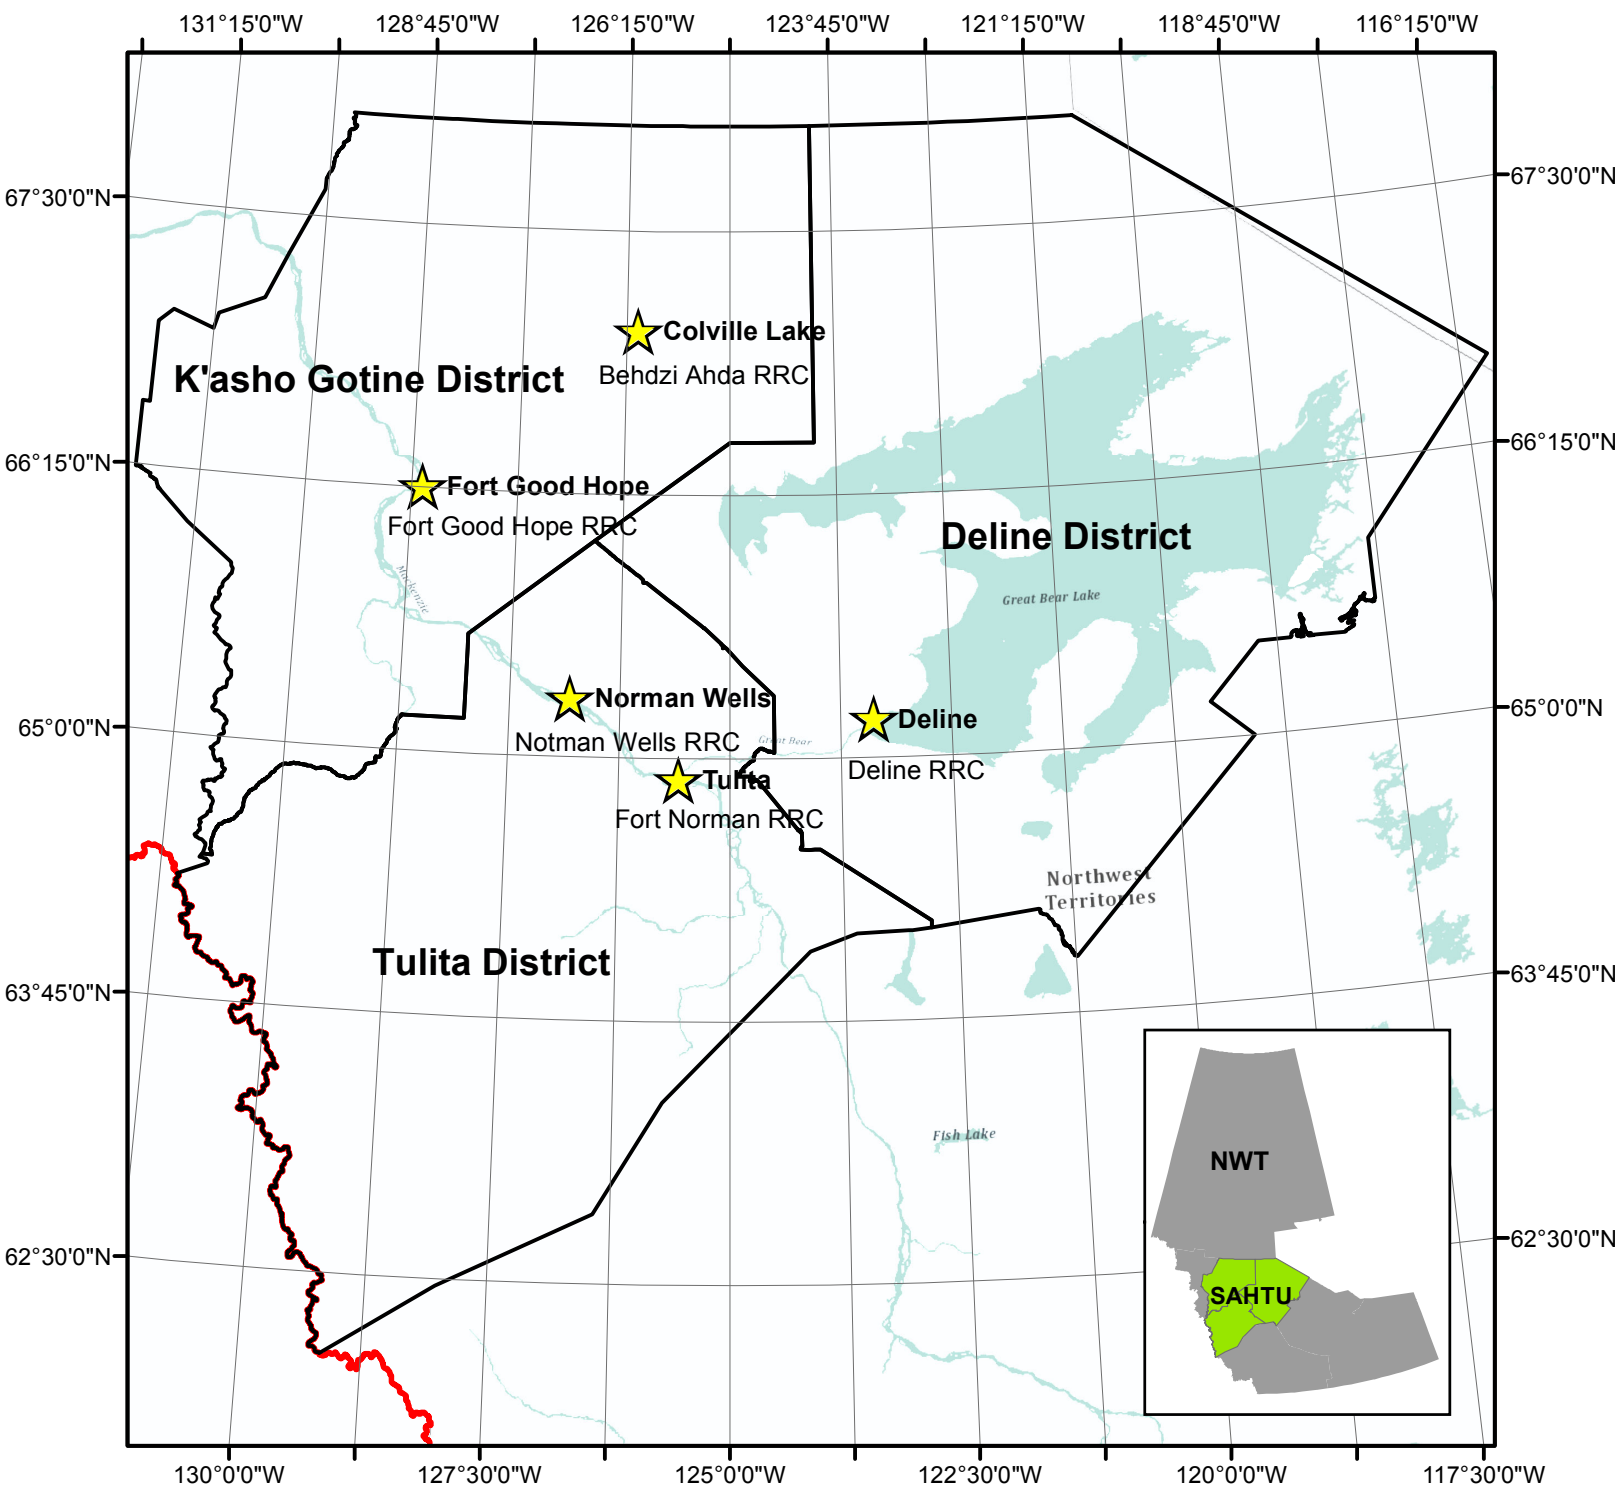 131°15'0"W 128°45'0"W 126°15'0"W 123°45'0"W 121°15'0"W 118°45'0"W 116°15'0"W
67°30'0"N 67°30'0"N
Colville Lake
Behdzi Ahda RRC
K'asho Gotine District
66°15'0"N 66°15'0"N
Fort Good Hope
Fort Good Hope RRC
Deline District
Mackenzie
Great Bear Lake
Norman Wells
Notman Wells RRC
Deline
Deline RRC
65°0'0"N 65°0'0"N
Great Bear
Tulita
Fort Norman RRC
Northwest
Territories
Tulita District
63°45'0"N 63°45'0"N
Fish Lake
NWT
SAHTU
62°30'0"N 62°30'0"N
130°0'0"W 127°30'0"W 125°0'0"W 122°30'0"W 120°0'0"W 117°30'0"W